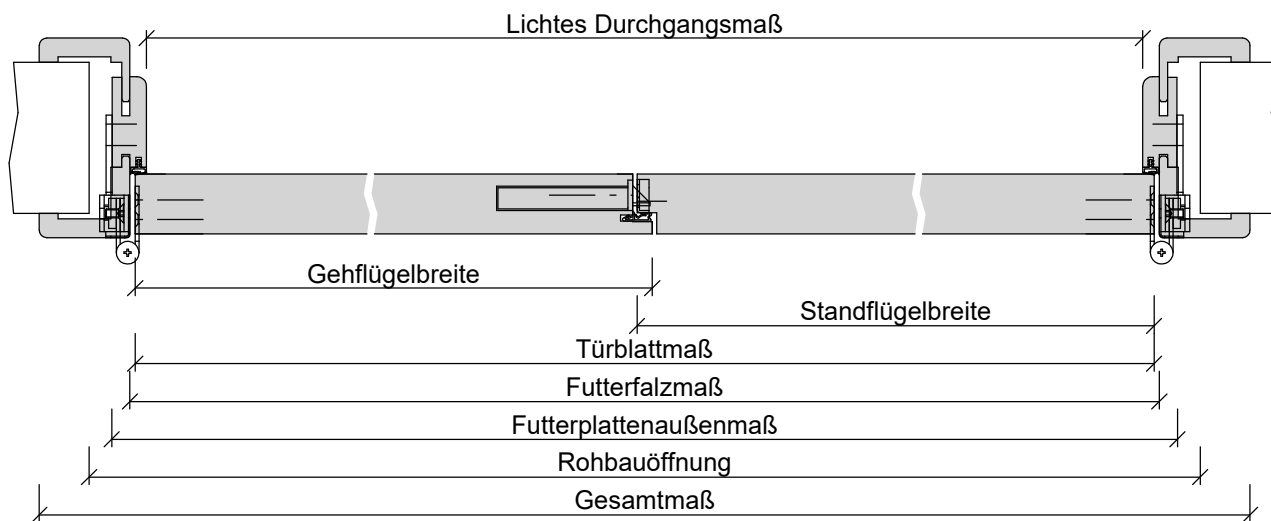 Lichtes Durchgangsmaß
Gehflügelbreite
Standflügelbreite
Türblattmaß
Futterfalzmaß
Futterplattenaußenmaß
Rohbauöffnung
Gesamtmaß